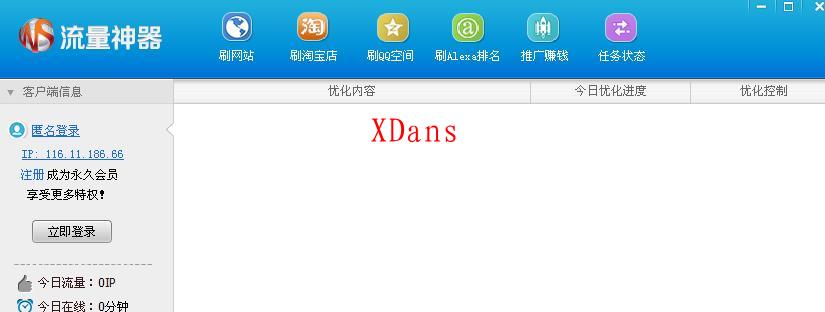 流量神器
刷网站 刷淘宝店 刷QQ空间 刷Alexa排名 推广赚钱 任务状态
客户端信息 优化内容 今日优化进度 优化控制
匿名登录
XDans
IP: 116.11.186.66
注册 成为永久会员
享受更多特权!
立即登录
今日流量：0IP
今日在线：0分钟